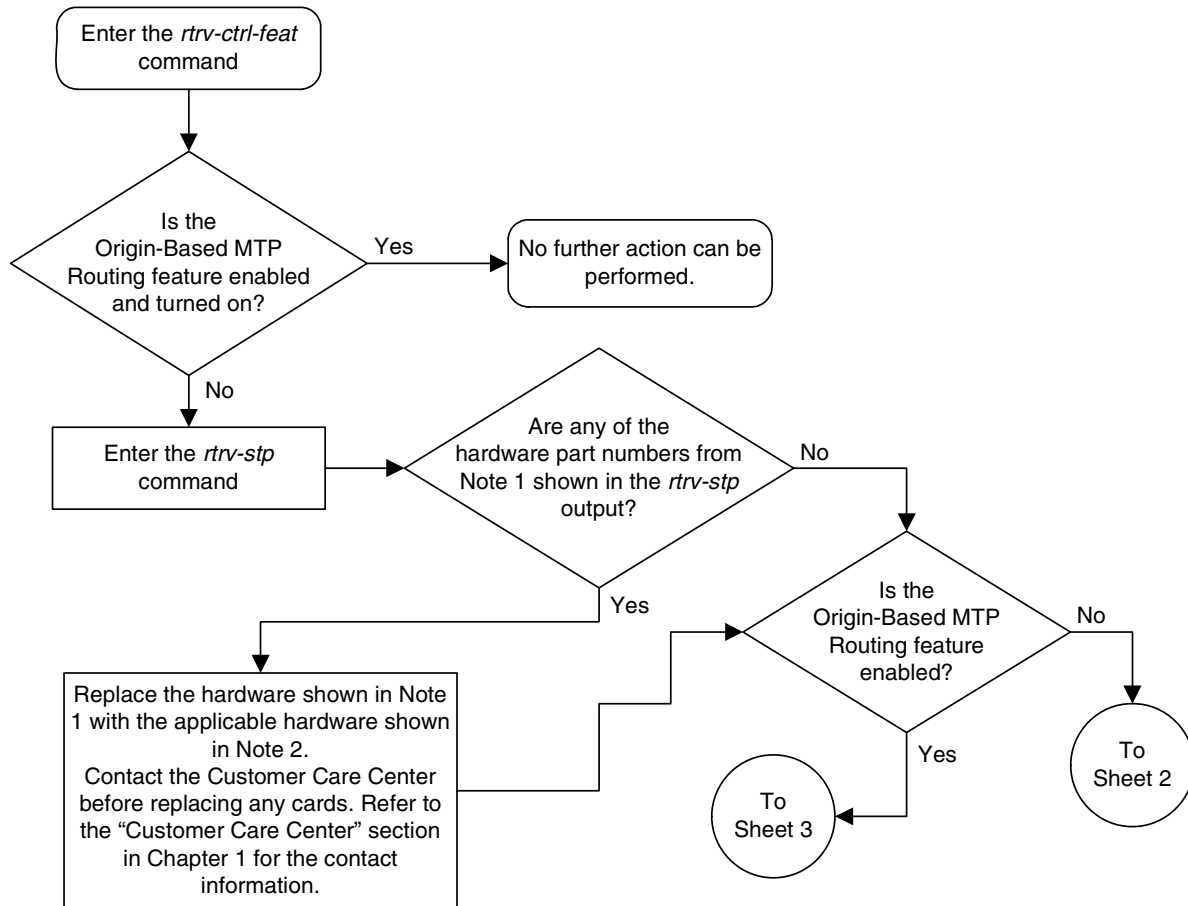 Enter the rtrv-ctrl-feat
command
Is the
Origin-Based MTP
Routing feature enabled
and turned on?
Yes
No further action can be
performed.
No
Enter the rtrv-stp
command
Are any of the
hardware part numbers from
Note 1 shown in the rtrv-stp
output?
No
Yes
Is the
Origin-Based MTP
Routing feature
enabled?
No
Yes
Replace the hardware shown in Note
1 with the applicable hardware shown
in Note 2.
Contact the Customer Care Center
before replacing any cards. Refer to
the “Customer Care Center” section
in Chapter 1 for the contact
information.
To
Sheet 3
To
Sheet 2